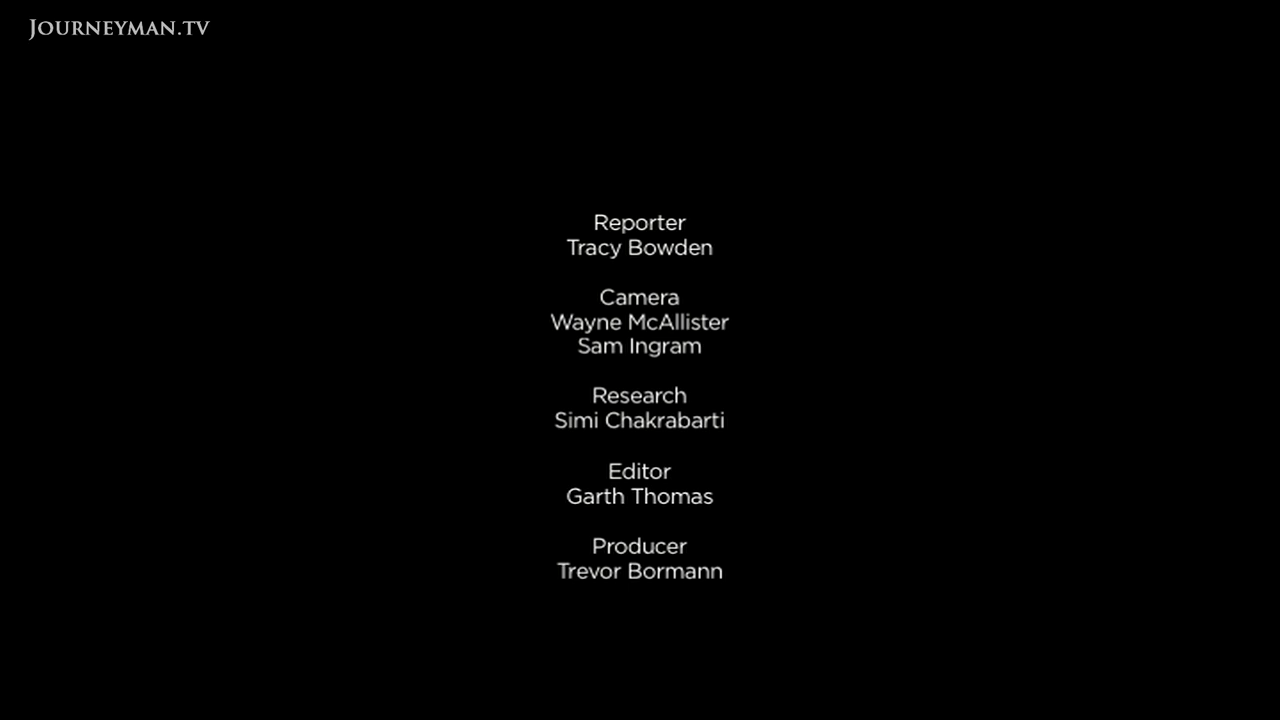 JOURNEYMAN.TV
Reporter
Tracy Bowden
Camera
Wayne McAllister
Sam Ingram
Research
Simi Chakrabarti
Editor
Garth Thomas
Producer
Trevor Bormann